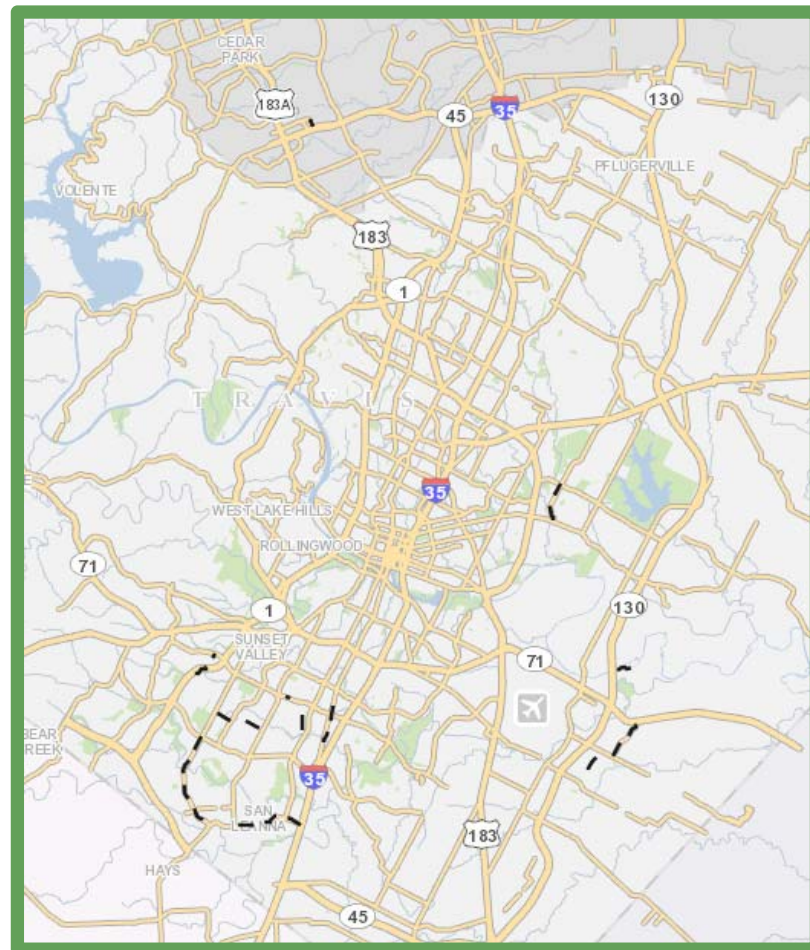 CEDAR
PARK
183A
35
130
45
PFLUGERVILLE
VOLENTE
183
1
T R A V I S
35
WEST LAKE HILLS
ROLLINGWOOD
71
1
130
SUNSET
VALLEY
71
BEAR
CREEK
35
SAN
LEANNA
183
HAYS
45